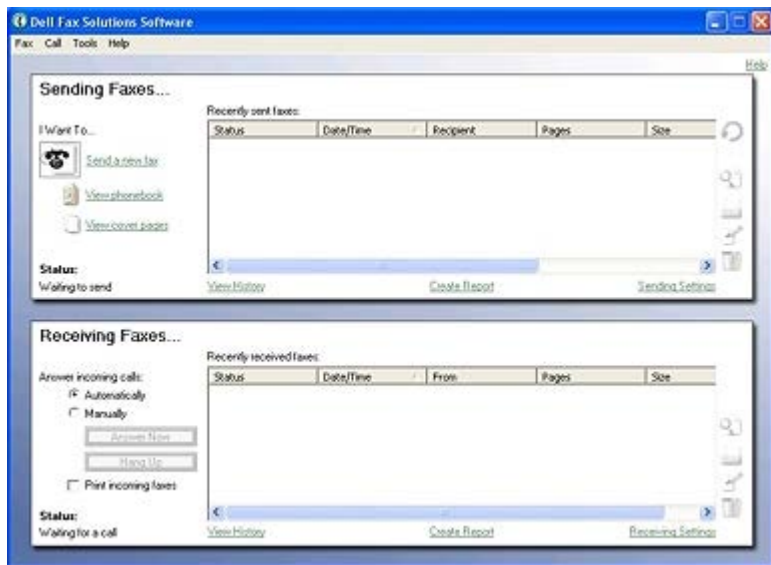 Dell Fax Solutions Software
Fax Call Tools Help
Help
Sending Faxes...
Recently sent faxes:
I Want To...
Status Date/Time Recipient Pages Size
Send a new fax
View phonebook
View cover pages
Status:
Waiting to send
View History Create Report Sending Settings
Receiving Faxes...
Recently received faxes:
Answer incoming calls:
Status Date/Time From Pages Size
Automatically
Manually
Answer Now
Hang Up
Print incoming faxes
Status:
Waiting for a call
View History Create Report Receiving Settings